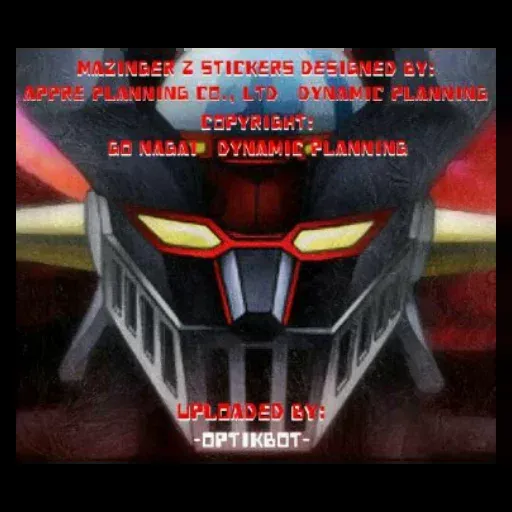 MAZINGER Z STICKERS DESIGNED BY:
APPRE PLANNING CO., LTD DYNAMIC PLANNING
COPYRIGHT:
GO NAGAI DYNAMIC PLANNING
UPLOADED BY:
-OPTIKBOT-